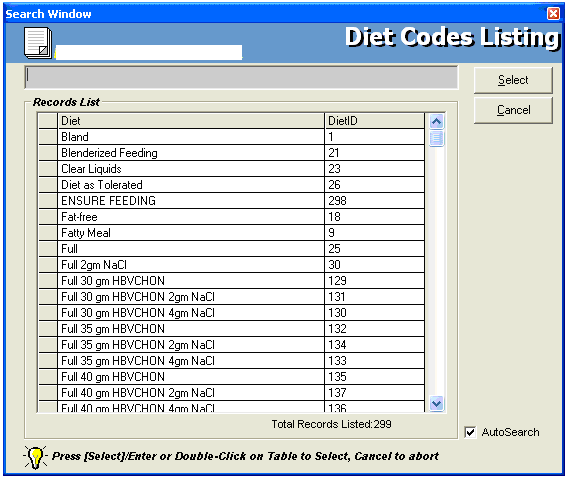 Search Window
Diet Codes Listing
Select
Cancel
Records List
Diet DietID
Bland 1
Blenderized Feeding 21
Clear Liquids 23
Diet as Tolerated 26
ENSURE FEEDING 298
Fat-free 18
Fatty Meal 9
Full 25
Full 2gm NaCl 30
Full 30 gm HBVCHON 129
Full 30 gm HBVCHON 2gm NaCl 131
Full 30 gm HBVCHON 4gm NaCl 130
Full 35 gm HBVCHON 132
Full 35 gm HBVCHON 2gm NaCl 134
Full 35 gm HBVCHON 4gm NaCl 133
Full 40 gm HBVCHON 135
Full 40 gm HBVCHON 2gm NaCl 137
Full 40 gm HBVCHON 4gm NaCl 136
Total Records Listed:299
AutoSearch
Press [Select]/Enter or Double-Click on Table to Select, Cancel to abort